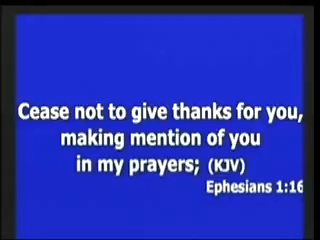 Cease not to give thanks for you,
making mention of you
in my prayers; (KJV)
Ephesians 1:16